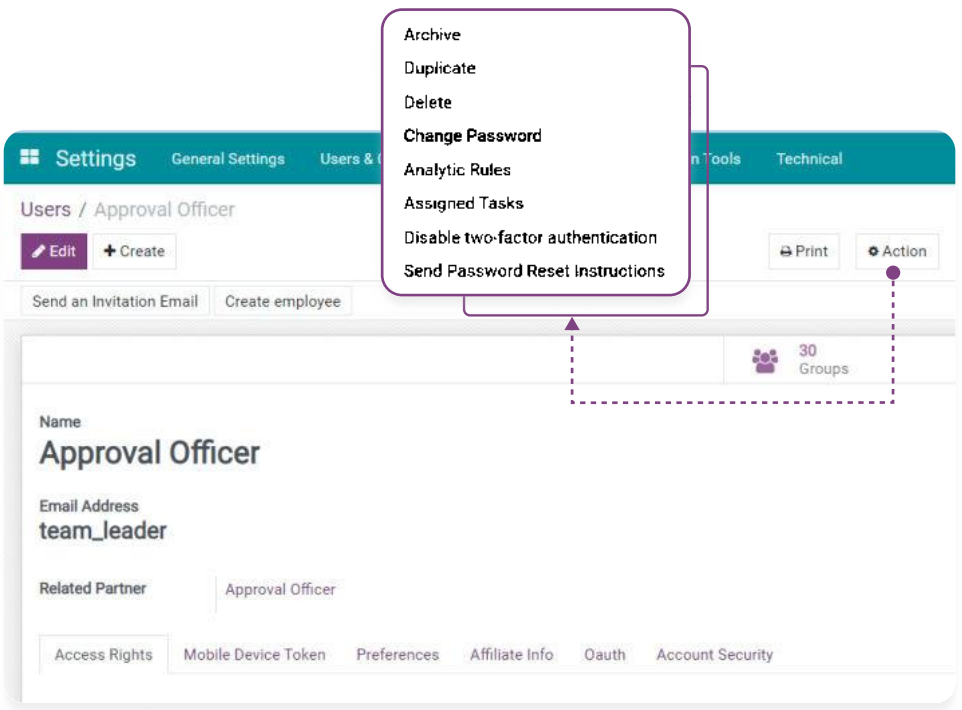 Archive
Duplicate
Delete
Change Password
Analytic Rules
Assigned Tasks
Disable two-factor authentication
Send Password Reset Instructions
Settings General Settings Users & Tools Technical
Users / Approval Officer
Edit + Create Print Action
Send an Invitation Email Create employee
30
Groups
Name
Approval Officer
Email Address
team_leader
Related Partner Approval Officer
Access Rights Mobile Device Token Preferences Affiliate Info Oauth Account Security